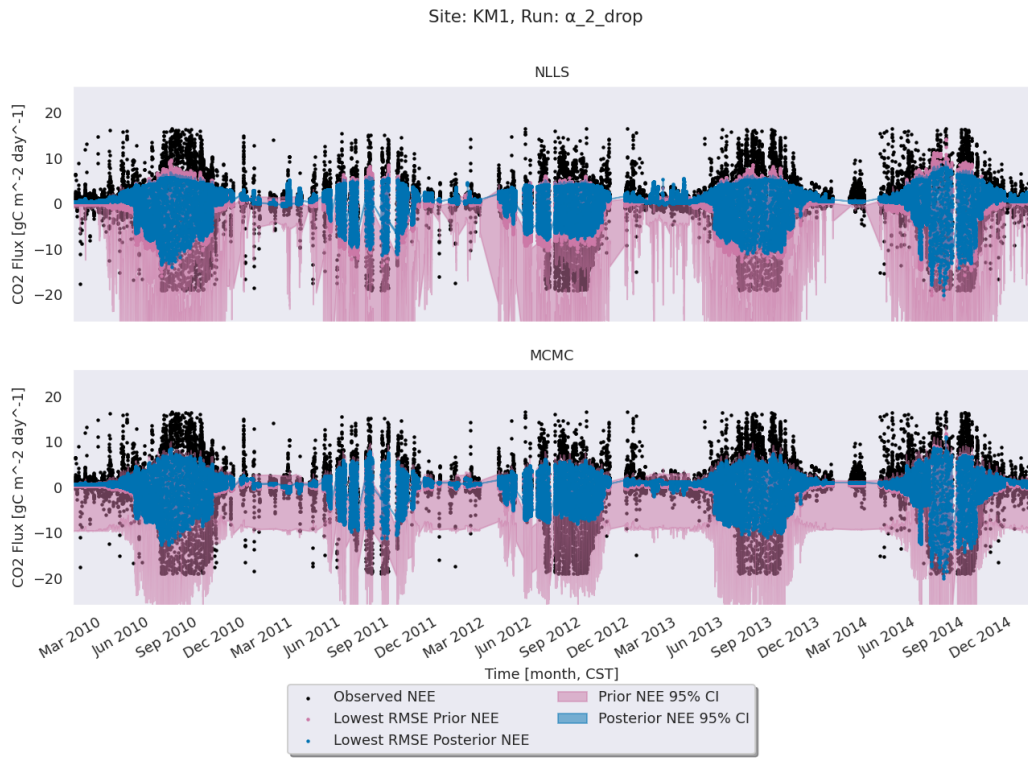 Site: KM1, Run: α_2_drop
NLLS
CO2 Flux [gC m^-2 day^-1]
20
10
0
−10
−20
MCMC
CO2 Flux [gC m^-2 day^-1]
20
10
0
−10
−20
Mar 2010 Jun 2010 Sep 2010 Dec 2010 Mar 2011 Jun 2011 Sep 2011 Dec 2011 Mar 2012 Jun 2012 Sep 2012 Dec 2012 Mar 2013 Jun 2013 Sep 2013 Dec 2013 Mar 2014 Jun 2014 Sep 2014 Dec 2014
Time [month, CST]
Observed NEE
Lowest RMSE Prior NEE
Lowest RMSE Posterior NEE
Prior NEE 95% CI
Posterior NEE 95% CI